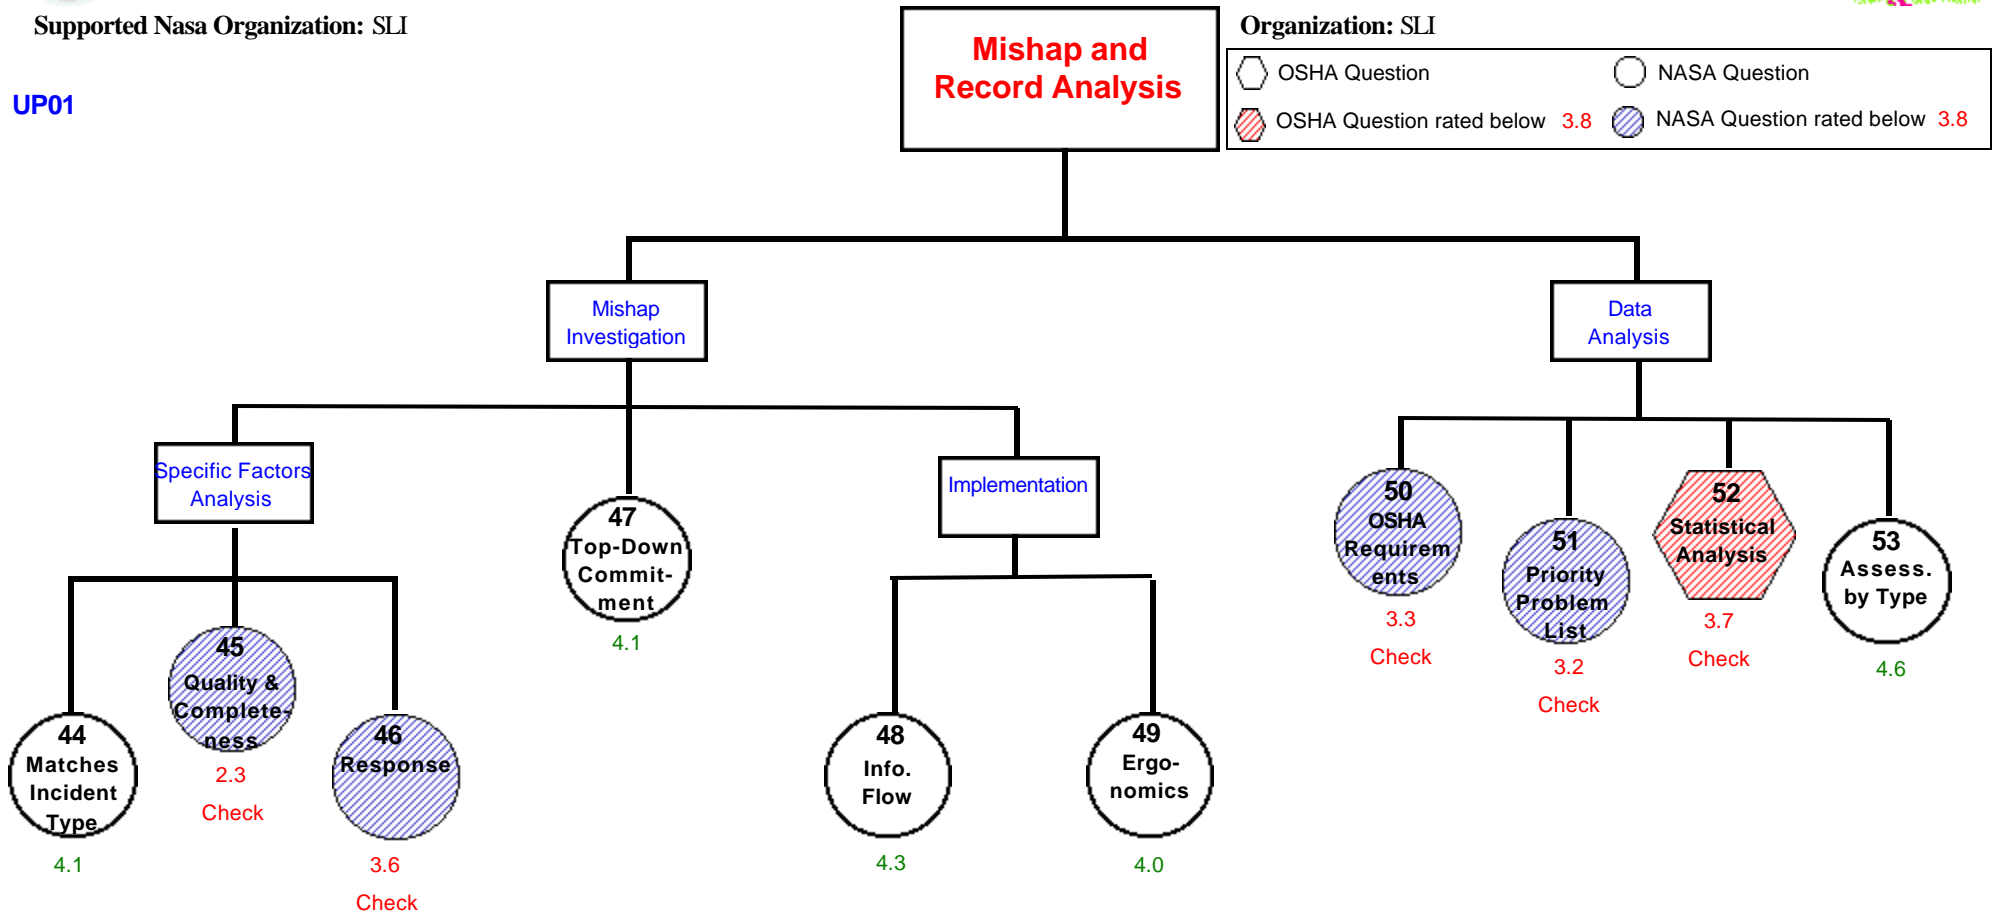 Supported Nasa Organization: SLI
Organization: SLI
UP01
Mishap and
Record Analysis
OSHA Question
NASA Question
OSHA Question rated below 3.8
NASA Question rated below 3.8
Mishap
Investigation
Data
Analysis
Specific Factors
Analysis
Implementation
44
Matches
Incident
Type
4.1
45
Quality &
Complete-
ness
2.3
Check
46
Response
3.6
Check
47
Top-Down
Commit-
ment
4.1
48
Info.
Flow
4.3
49
Ergo-
nomics
4.0
50
OSHA
Requirem
ents
3.3
Check
51
Priority
Problem
List
3.2
Check
52
Statistical
Analysis
3.7
Check
53
Assess.
by Type
4.6